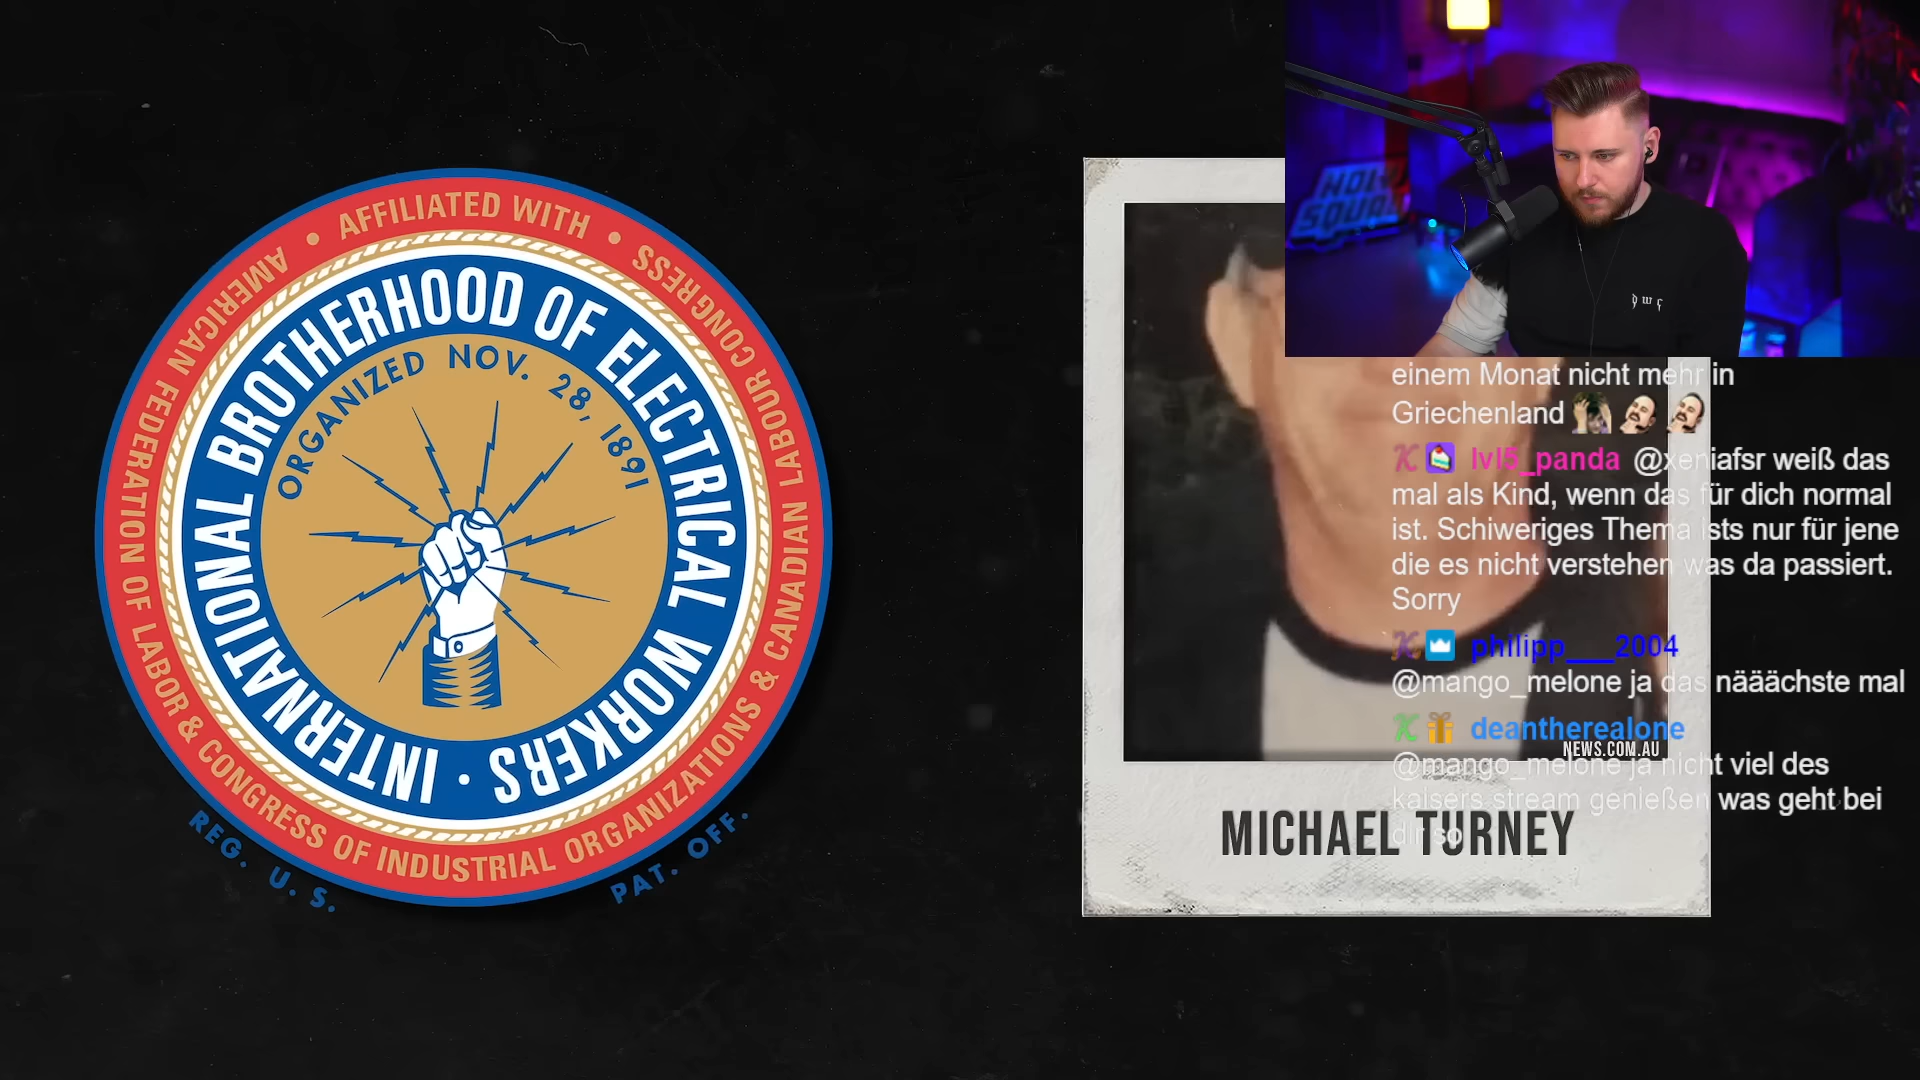 AMERICAN FEDERATION OF LABOR & CONGRESS OF INDUSTRIAL ORGANIZATIONS & CANADIAN LABOUR CONGRESS • AFFILIATED WITH •
INTERNATIONAL BROTHERHOOD OF ELECTRICAL WORKERS •
ORGANIZED NOV. 28, 1891
REG. U. S.
PAT. OFF.
HOLY
SQUAD
einem Monat nicht mehr in
Griechenland
lvl5_panda @xeniafsr weiß das
mal als Kind, wenn das für dich normal
ist. Schiweriges Thema ists nur für jene
die es nicht verstehen was da passiert.
Sorry
philipp___2004
@mango_melone ja das nääächste mal
deantherealone
NEWS.COM.AU
@mango_melone ja nicht viel des
kaisers stream genießen was geht bei
dir so
MICHAEL TURNEY